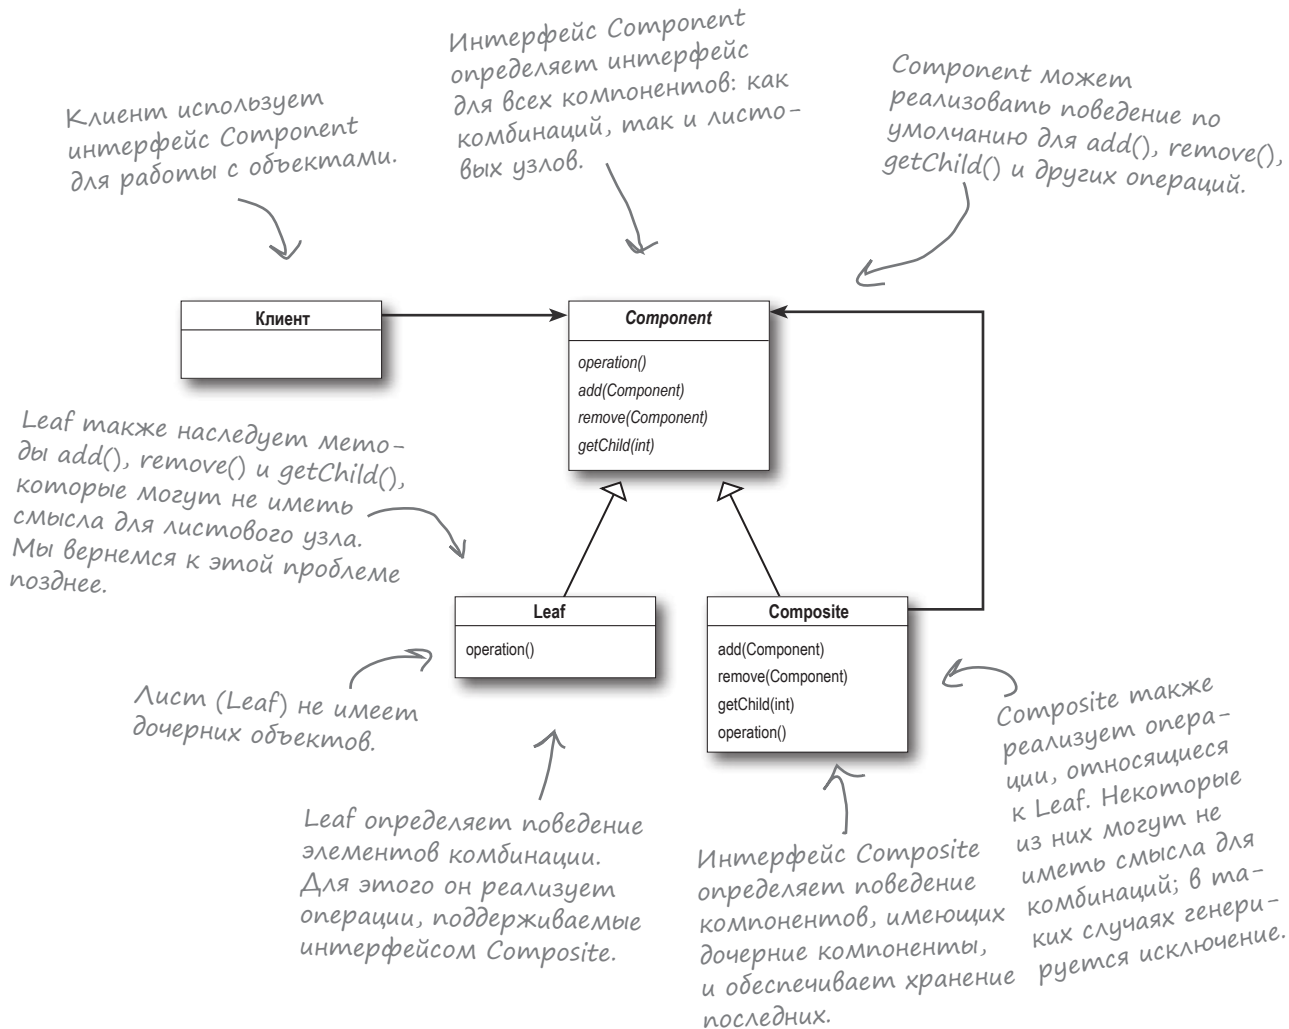 Интерфейс Component
определяет интерфейс
для всех компонентов: как
комбинаций, так и листо-
вых узлов.
Component может
реализовать поведение по
умолчанию для add(), remove(),
getChild() и других операций.
Клиент использует
интерфейс Component
для работы с объектами.
Клиент
Component
operation()
add(Component)
remove(Component)
getChild(int)
Leaf также наследует мето-
ды add(), remove() и getChild(),
которые могут не иметь
смысла для листового узла.
Мы вернемся к этой проблеме
позднее.
Leaf
operation()
Composite
add(Component)
remove(Component)
getChild(int)
operation()
Лист (Leaf) не имеет
дочерних объектов.
Composite также
реализует опера-
ции, относящиеся
к Leaf. Некоторые
из них могут не
иметь смысла для
комбинаций; в та-
ких случаях генери-
руется исключение.
Leaf определяет поведение
элементов комбинации.
Для этого он реализует
операции, поддерживаемые
интерфейсом Composite.
Интерфейс Composite
определяет поведение
компонентов, имеющих
дочерние компоненты,
и обеспечивает хранение
последних.